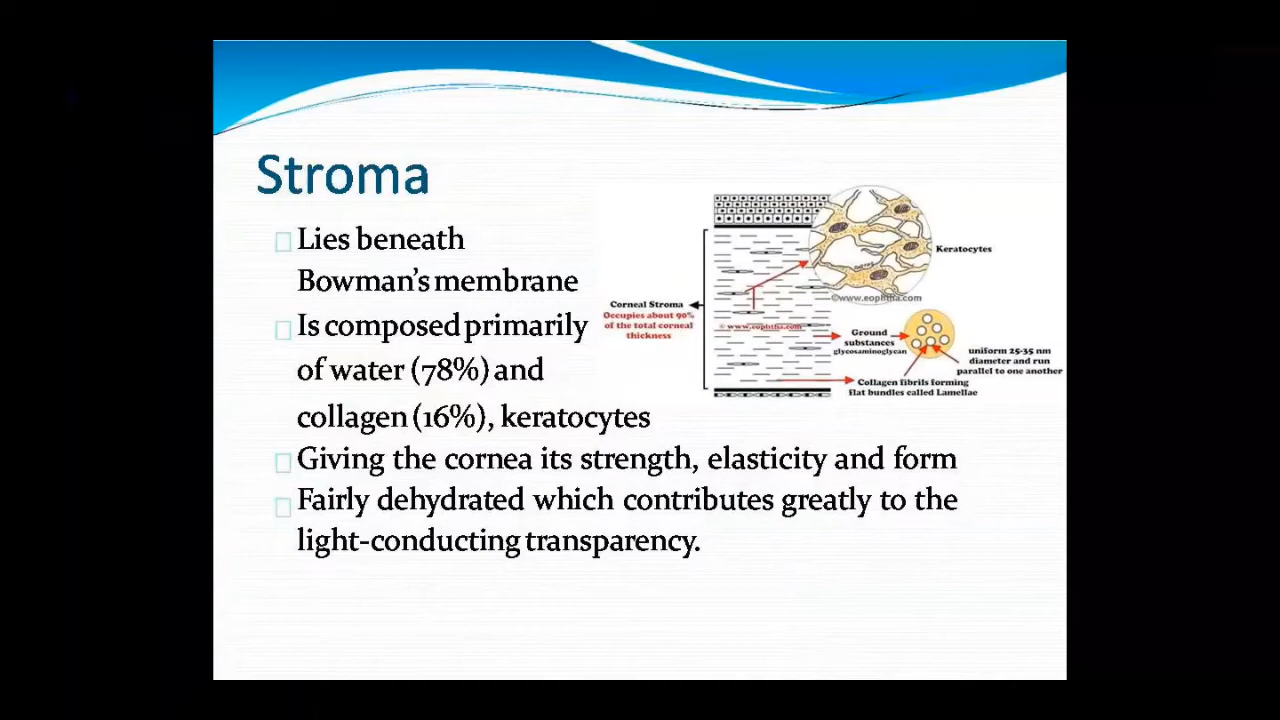 Stroma
Lies beneath
Bowman’s membrane
Is composed primarily
of water (78%) and
collagen (16%), keratocytes
Giving the cornea its strength, elasticity and form
Fairly dehydrated which contributes greatly to the
light-conducting transparency.
Keratocytes
©www.eophtha.com
Corneal Stroma
Occupies about 90%
of the total corneal
thickness
© www.eophtha.com
Ground
substances
glycosaminoglycan
uniform 25-35 nm
diameter and run
parallel to one another
Collagen fibrils forming
flat bundles called Lamellae